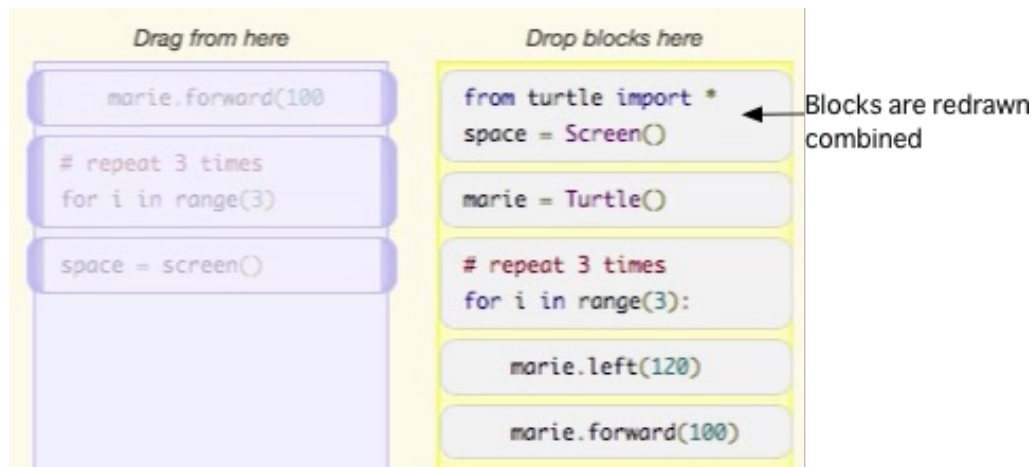 Drag from here
marie.forward(100
# repeat 3 times
for i in range(3)
space = screen()
Drop blocks here
from turtle import *
space = Screen()
marie = Turtle()
# repeat 3 times
for i in range(3):
marie.left(120)
marie.forward(100)
Blocks are redrawn
combined